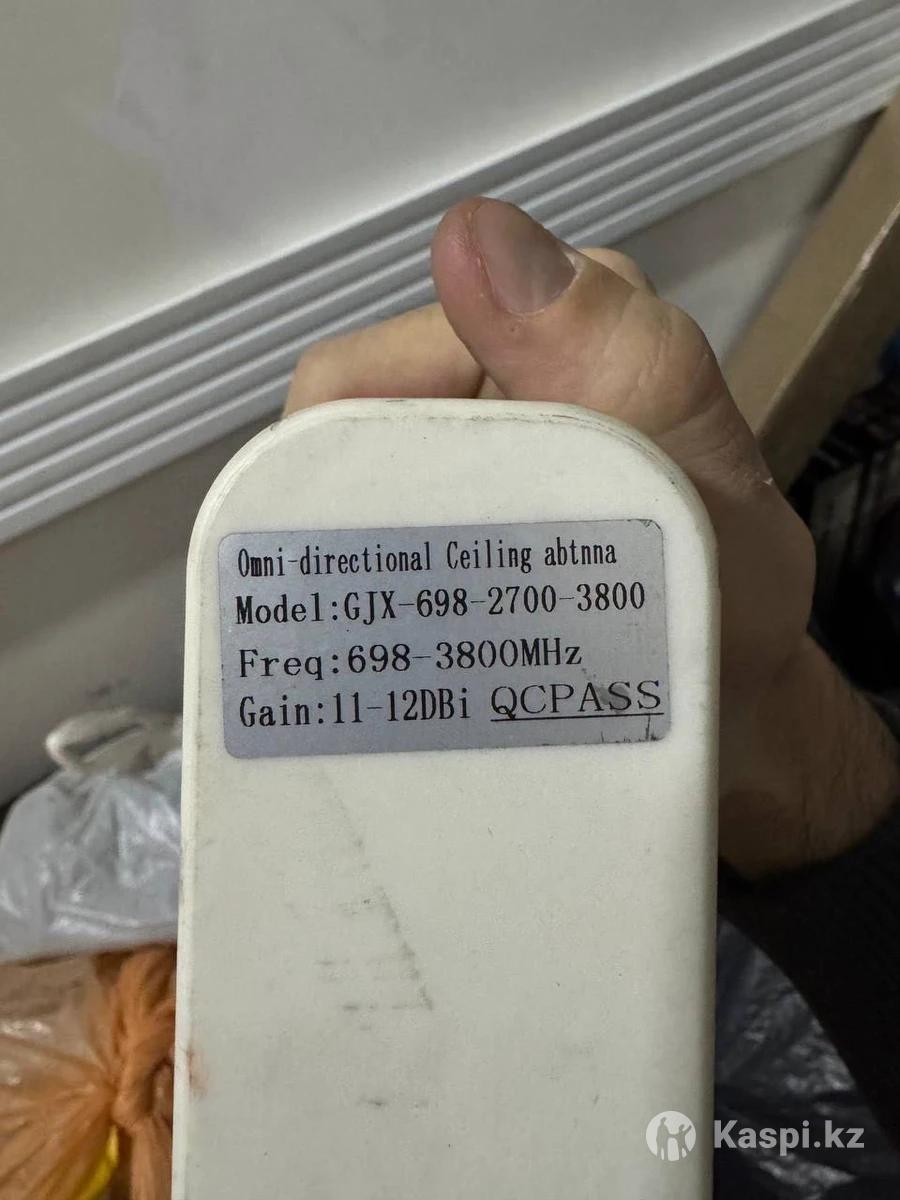 Omni-directional Ceiling abtnna
Model:GJX-698-2700-3800
Freq:698-3800MHz
Gain:11-12DBi QCPASS
Kaspi.kz